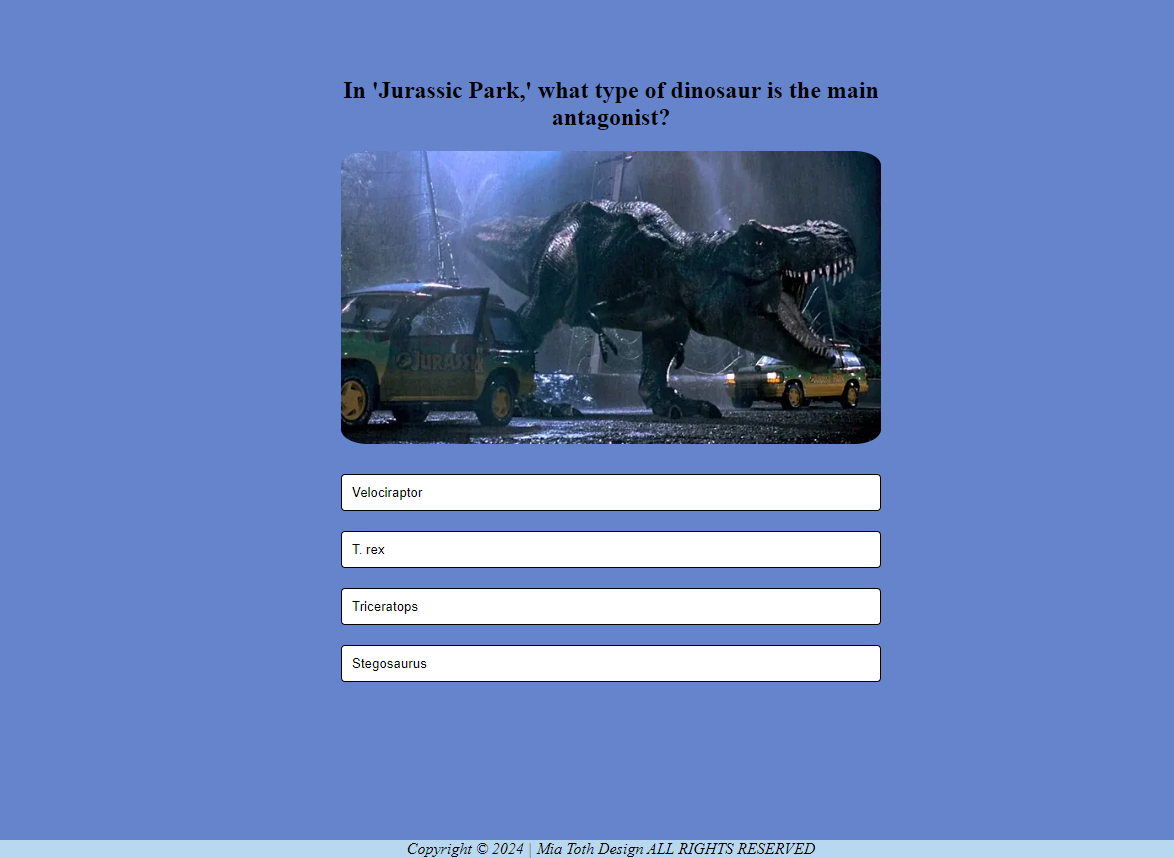 In 'Jurassic Park,' what type of dinosaur is the main
antagonist?
JURASSIC
Velociraptor
T. rex
Triceratops
Stegosaurus
Copyright © 2024 | Mia Toth Design ALL RIGHTS RESERVED